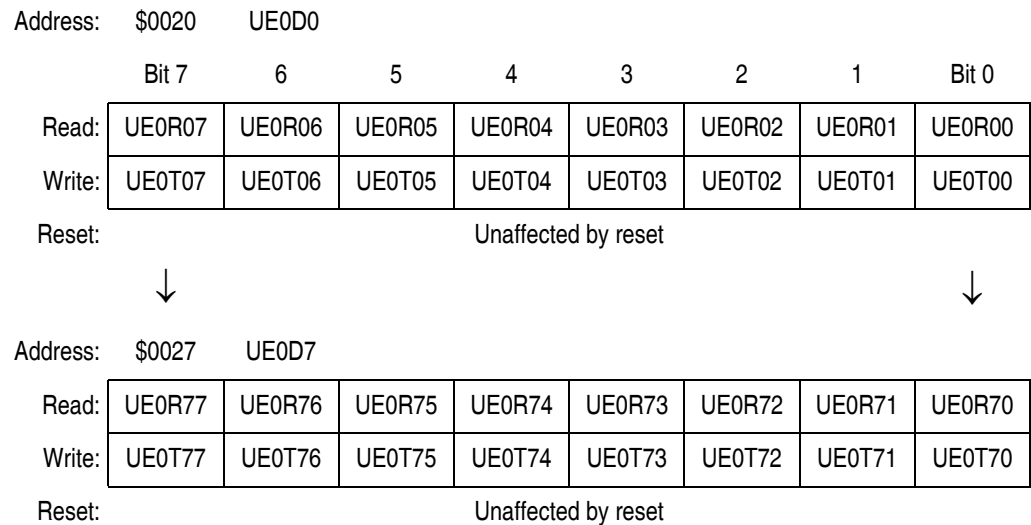 Address: $0020 UE0D0
Bit 7 6 5 4 3 2 1 Bit 0
Read: UE0R07 UE0R06 UE0R05 UE0R04 UE0R03 UE0R02 UE0R01 UE0R00
Write: UE0T07 UE0T06 UE0T05 UE0T04 UE0T03 UE0T02 UE0T01 UE0T00
Reset: Unaffected by reset
↓ ↓
Address: $0027 UE0D7
Read: UE0R77 UE0R76 UE0R75 UE0R74 UE0R73 UE0R72 UE0R71 UE0R70
Write: UE0T77 UE0T76 UE0T75 UE0T74 UE0T73 UE0T72 UE0T71 UE0T70
Reset: Unaffected by reset